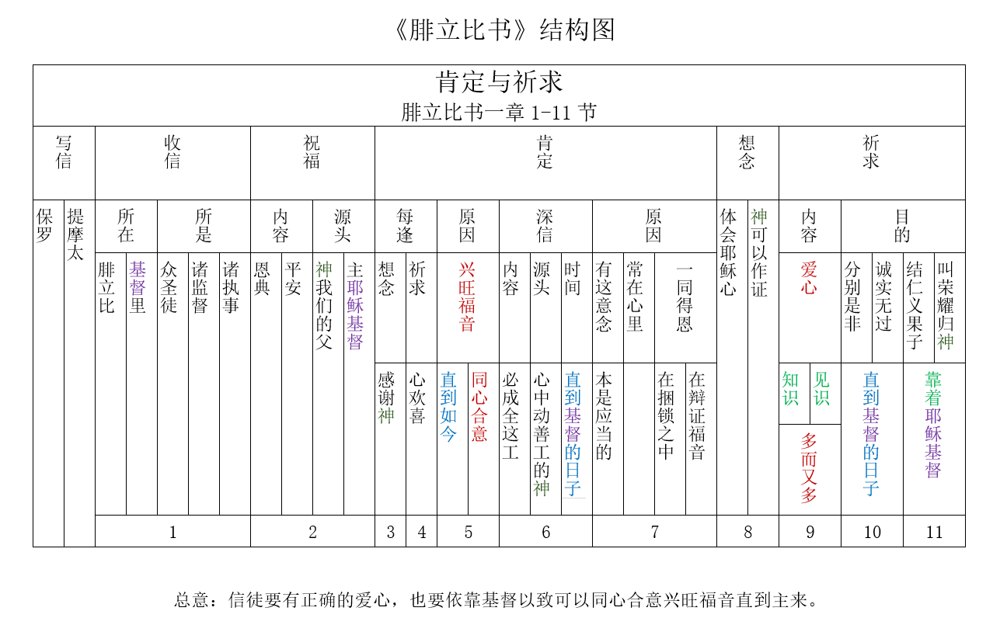 《腓立比书》结构图
肯定与祈求
腓立比书一章 1-11 节
写信
收信
祝福
肯定
想念
祈求
保罗
提摩太
所在
所是
内容
源头
每逢
原因
深信
原因
体会耶稣心
神可以作证
内容
目的
腓立比
基督里
众圣徒
诸监督
诸执事
恩典
平安
神我们的父
主耶稣基督
想念
祈求
兴旺福音
内容
源头
时间
有这意念
常在心里
一同得恩
爱心
分别是非
诚实无过
结仁义果子
叫荣耀归神
感谢神
心欢喜
直到如今
同心合意
必成全这工
心中动善工的神
直到基督的日子
本是应当的
在捆锁之中
在辩证福音
知识
见识
多而又多
直到基督的日子
靠着耶稣基督
1
2
3
4
5
6
7
8
9
10
11
总意：信徒要有正确的爱心，也要依靠基督以致可以同心合意兴旺福音直到主来。